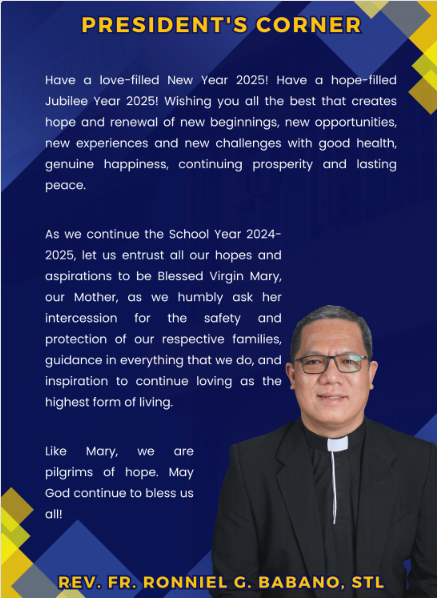 PRESIDENT'S CORNER
Have a love-filled New Year 2025! Have a hope-filled
Jubilee Year 2025! Wishing you all the best that creates
hope and renewal of new beginnings, new opportunities,
new experiences and new challenges with good health,
genuine happiness, continuing prosperity and lasting
peace.
As we continue the School Year 2024-
2025, let us entrust all our hopes and
aspirations to be Blessed Virgin Mary,
our Mother, as we humbly ask her
intercession for the safety and
protection of our respective families,
guidance in everything that we do, and
inspiration to continue loving as the
highest form of living.
Like Mary, we are
pilgrims of hope. May
God continue to bless us
all!
REV. FR. RONNIEL G. BABANO, STL